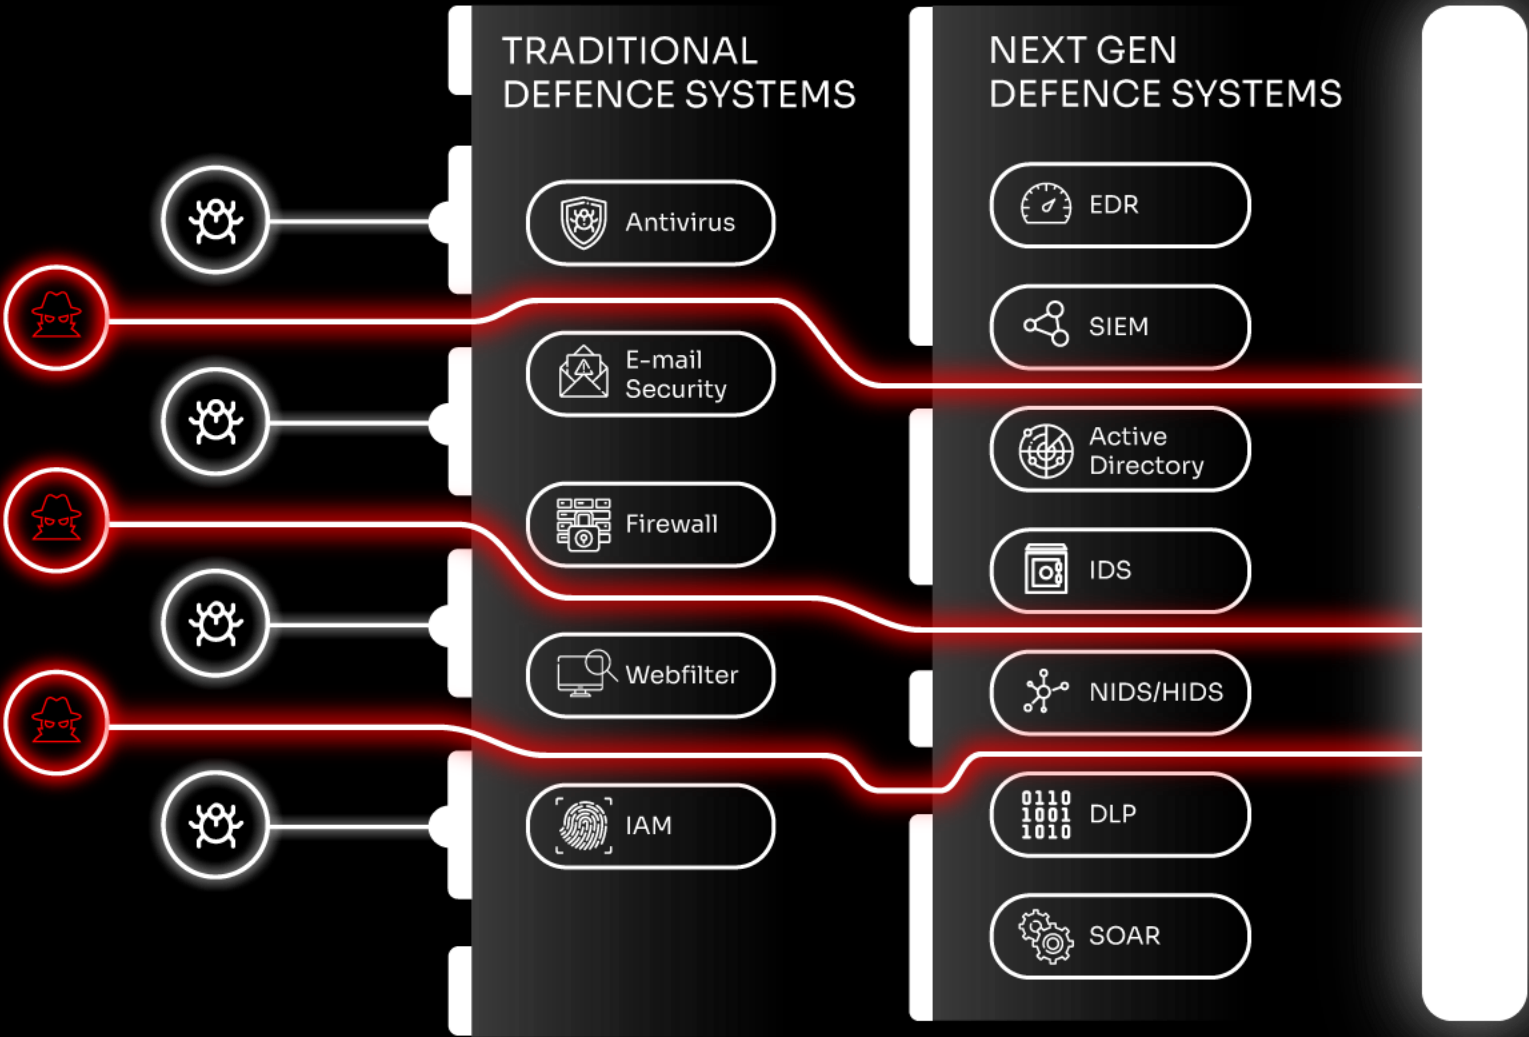 TRADITIONAL
DEFENCE SYSTEMS
Antivirus
E-mail
Security
Firewall
Webfilter
IAM
NEXT GEN
DEFENCE SYSTEMS
EDR
SIEM
Active
Directory
IDS
NIDS/HIDS
0110
1001
1010
DLP
SOAR